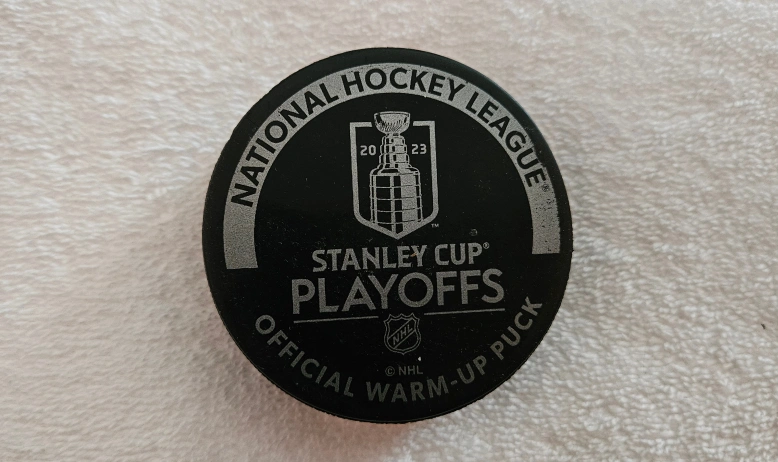 NATIONAL HOCKEY LEAGUE®
20 23
™
STANLEY CUP®
PLAYOFFS
NHL
© NHL
OFFICIAL WARM-UP PUCK